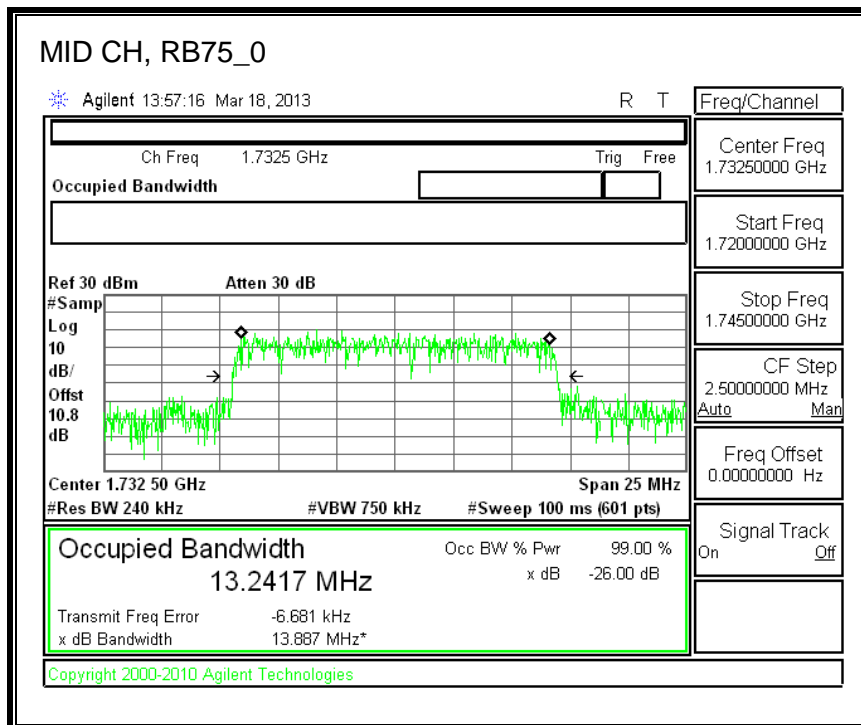 MID CH, RB75_0
Agilent 13:57:16 Mar 18, 2013 R T
Freq/Channel
Ch Freq 1.7325 GHz Trig Free
Occupied Bandwidth
Center Freq
1.73250000 GHz
Start Freq
1.72000000 GHz
Stop Freq
1.74500000 GHz
CF Step
2.50000000 MHz
Auto Man
Freq Offset
0.00000000 Hz
Signal Track
On Off
Ref 30 dBm Atten 30 dB
#Samp
Log
10
dB/
Offst
10.8
dB
Center 1.732 50 GHz Span 25 MHz
#Res BW 240 kHz #VBW 750 kHz #Sweep 100 ms (601 pts)
Occupied Bandwidth Occ BW % Pwr 99.00 %
13.2417 MHz x dB -26.00 dB
Transmit Freq Error -6.681 kHz
x dB Bandwidth 13.887 MHz*
Copyright 2000-2010 Agilent Technologies